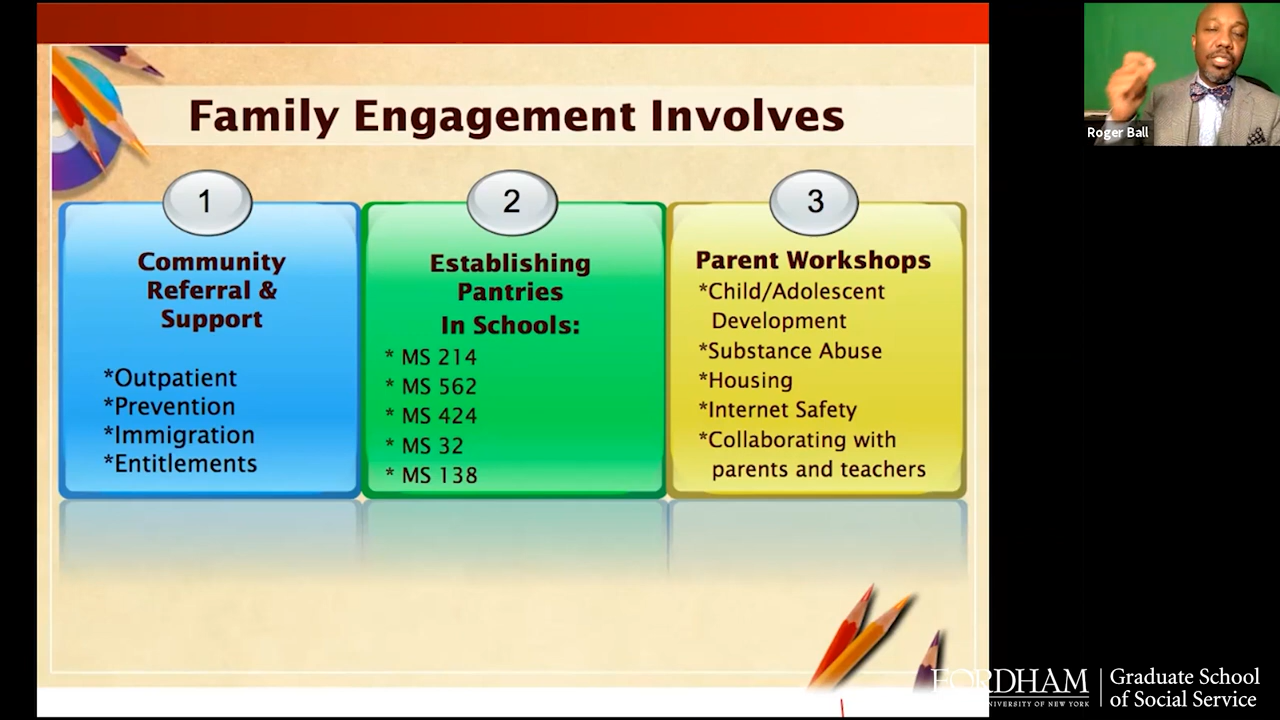 Family Engagement Involves
1
Community
Referral &
Support
*Outpatient
*Prevention
*Immigration
*Entitlements
2
Establishing
Pantries
In Schools:
* MS 214
* MS 562
* MS 424
* MS 32
* MS 138
3
Parent Workshops
*Child/Adolescent
Development
*Substance Abuse
*Housing
*Internet Safety
*Collaborating with
parents and teachers
Roger Ball
FORDHAM
UNIVERSITY OF NEW YORK
Graduate School
of Social Service